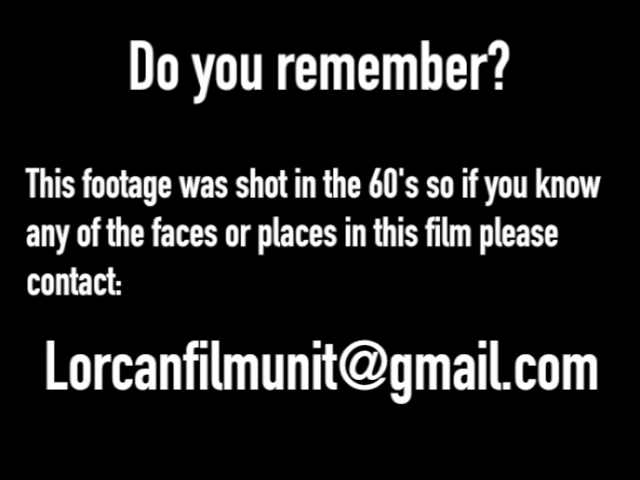 Do you remember?
This footage was shot in the 60's so if you know
any of the faces or places in this film please
contact:
Lorcanfilmunit@gmail.com